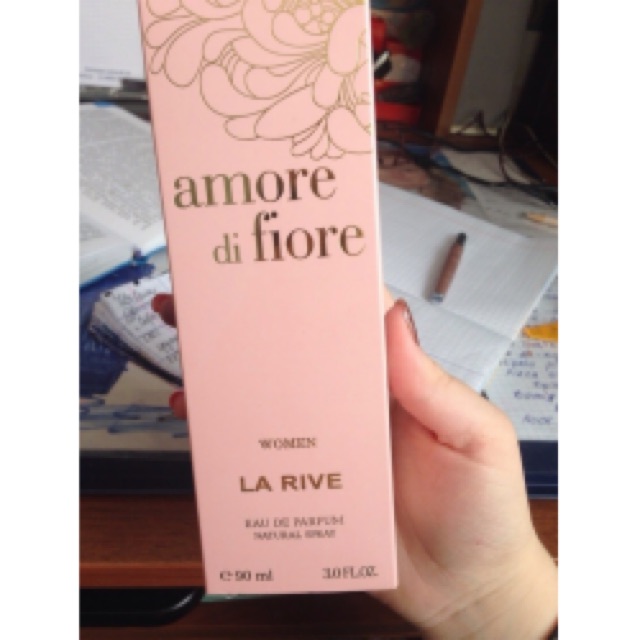 amore
di fiore
WOMEN
LA RIVE
EAU DE PARFUM
NATURAL SPRAY
℮ 90 ml 3.0 FL.OZ.